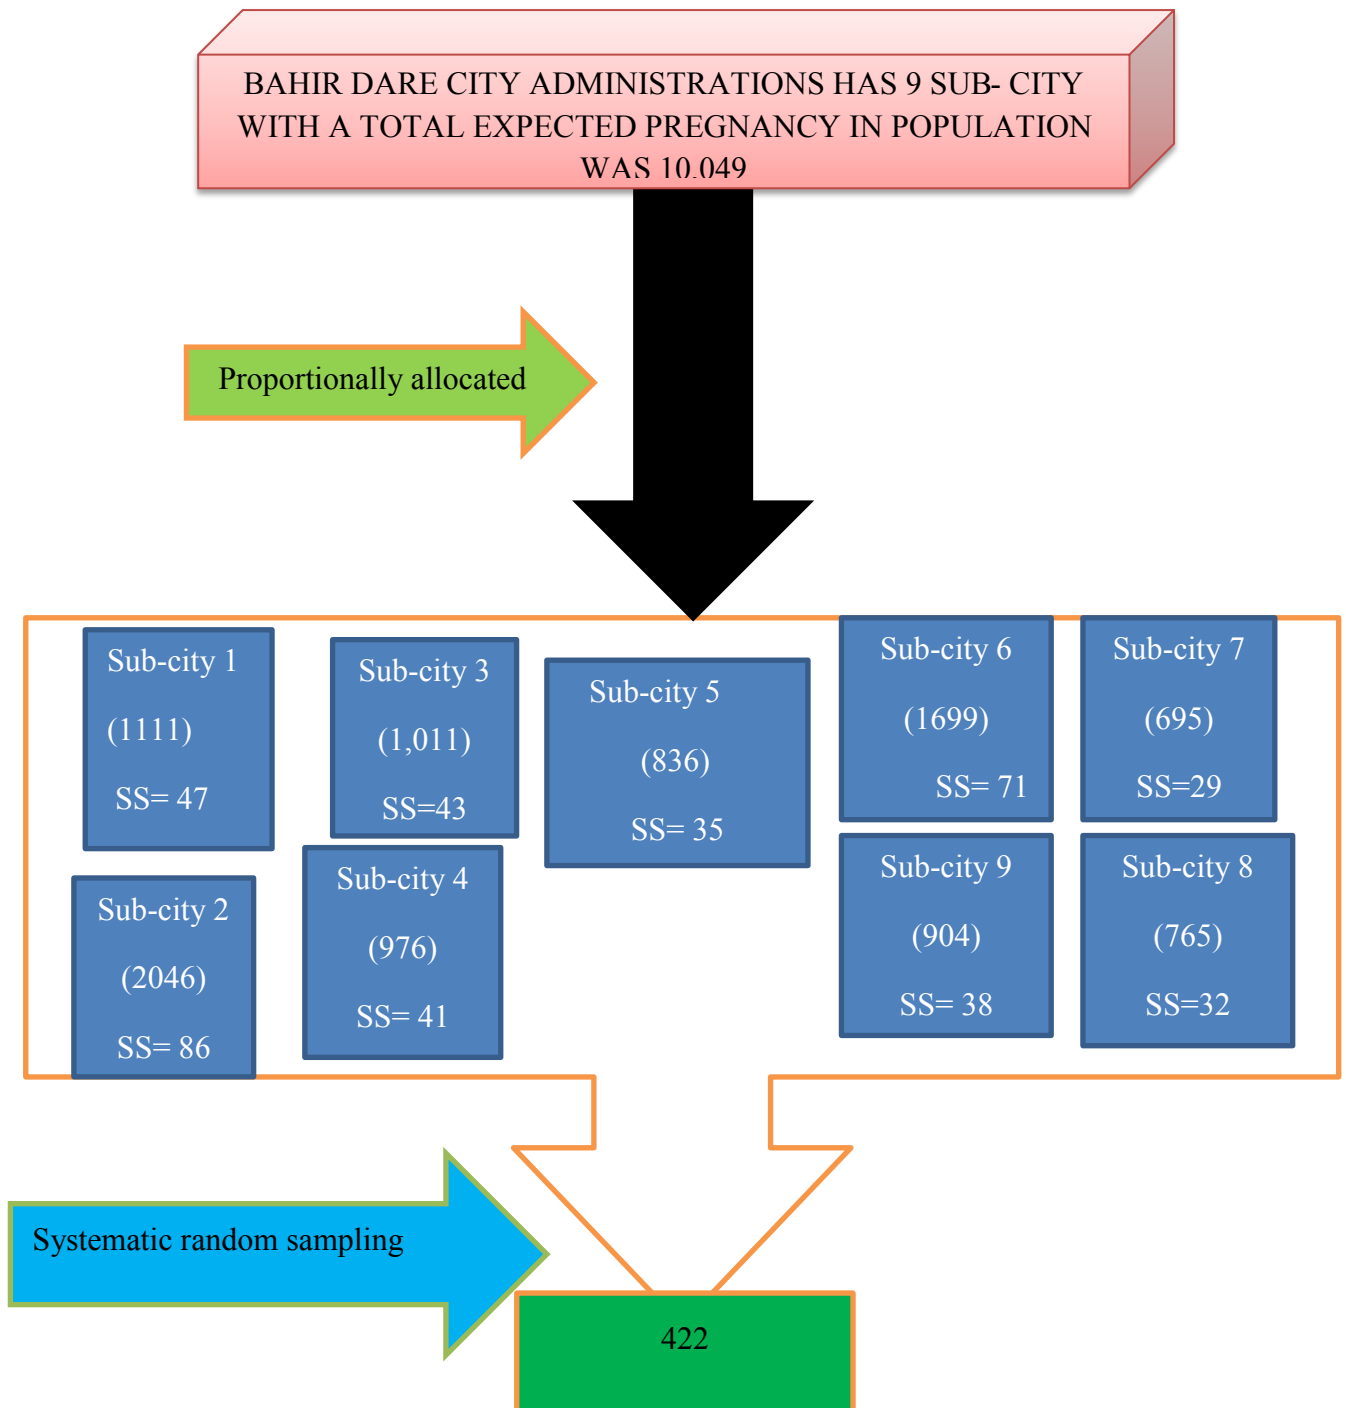 BAHIR DARE CITY ADMINISTRATIONS HAS 9 SUB- CITY
WITH A TOTAL EXPECTED PREGNANCY IN POPULATION
WAS 10,049
Proportionally allocated
Sub-city 1
(1111)
SS= 47
Sub-city 2
(2046)
SS= 86
Sub-city 3
(1,011)
SS=43
Sub-city 4
(976)
SS= 41
Sub-city 5
(836)
SS= 35
Sub-city 6
(1699)
SS= 71
Sub-city 7
(695)
SS=29
Sub-city 9
(904)
SS= 38
Sub-city 8
(765)
SS=32
Systematic random sampling
422